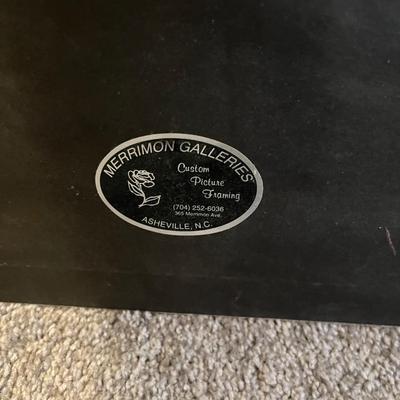 MERRIMON GALLERIES
Custom
Picture
Framing
(704) 252-6036
365 Merrimon Ave.
ASHEVILLE, N.C.